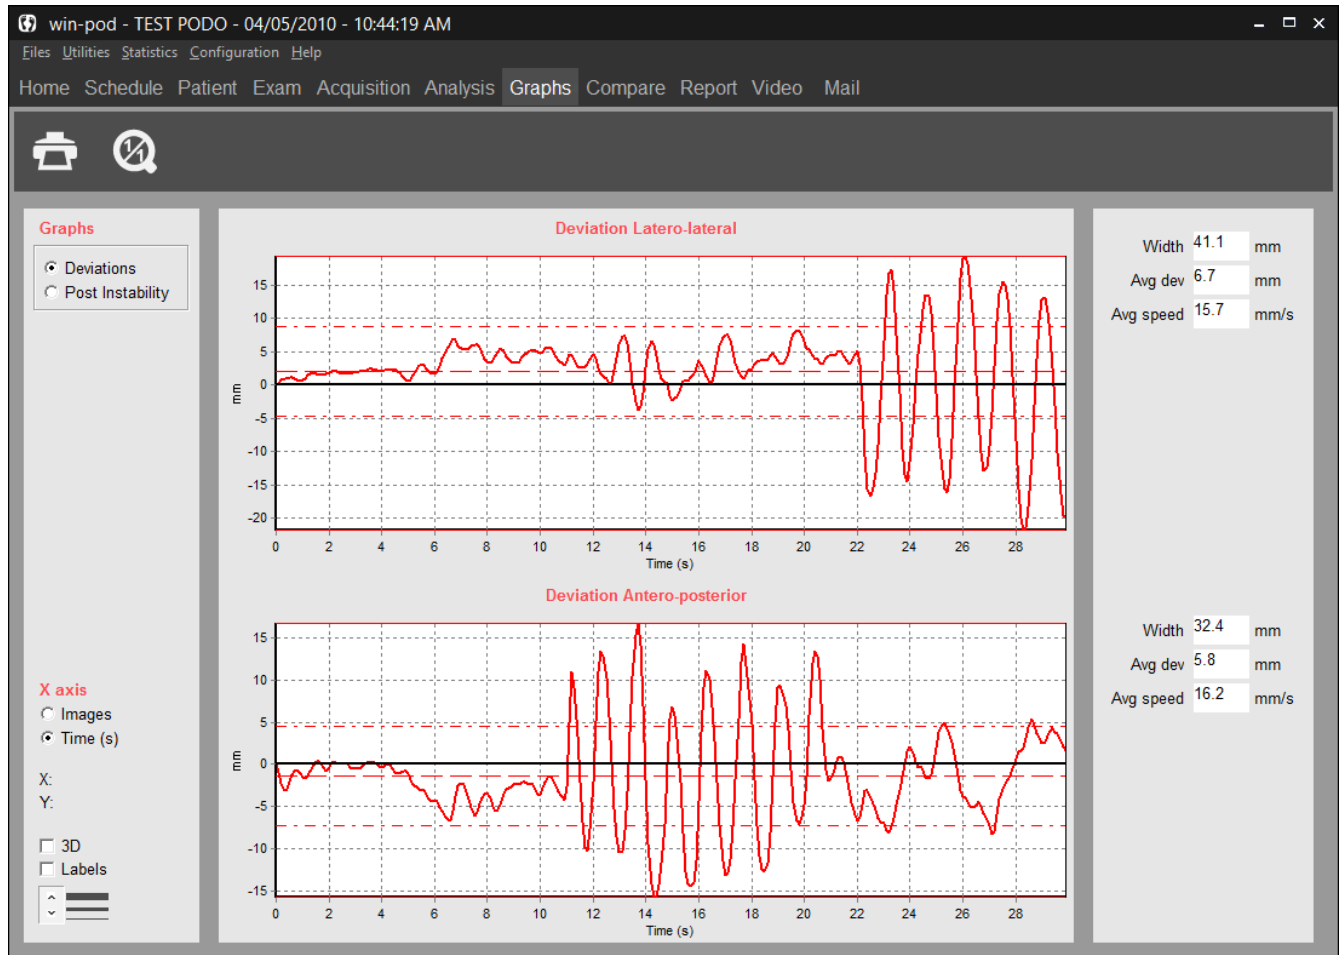 win-pod - TEST PODO - 04/05/2010 - 10:44:19 AM
Files Utilities Statistics Configuration Help
Home Schedule Patient Exam Acquisition Analysis Graphs Compare Report Video Mail
1/1
Graphs
Deviations
Post Instability
X axis
Images
Time (s)
X:
Y:
3D
Labels
Deviation Latero-lateral
mm
15
10
5
0
-5
-10
-15
-20
0 2 4 6 8 10 12 14 16 18 20 22 24 26 28
Time (s)
Deviation Antero-posterior
mm
15
10
5
0
-5
-10
-15
0 2 4 6 8 10 12 14 16 18 20 22 24 26 28
Time (s)
Width 41.1 mm
Avg dev 6.7 mm
Avg speed 15.7 mm/s
Width 32.4 mm
Avg dev 5.8 mm
Avg speed 16.2 mm/s